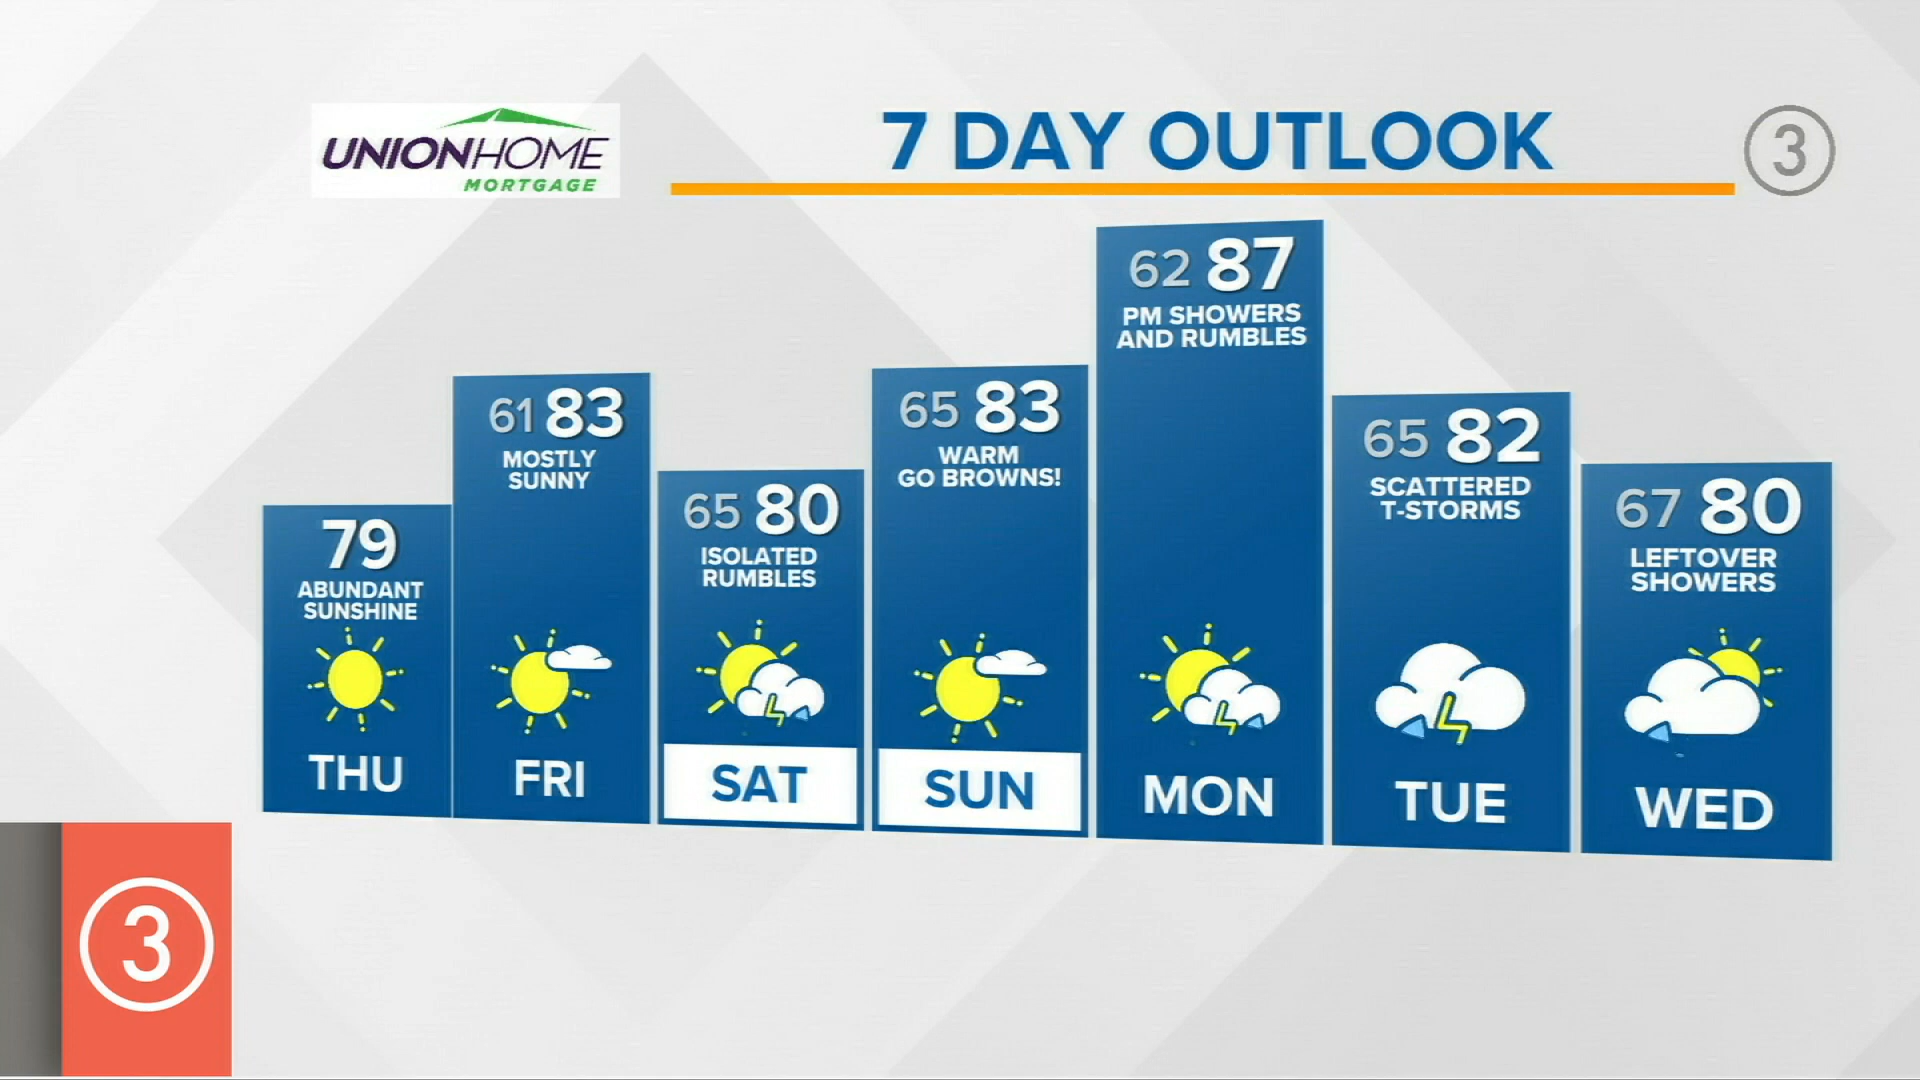 UNIONHOME
MORTGAGE
7 DAY OUTLOOK
3
79
ABUNDANT
SUNSHINE
THU
61 83
MOSTLY
SUNNY
FRI
65 80
ISOLATED
RUMBLES
SAT
65 83
WARM
GO BROWNS!
SUN
62 87
PM SHOWERS
AND RUMBLES
MON
65 82
SCATTERED
T-STORMS
TUE
67 80
LEFTOVER
SHOWERS
WED
3